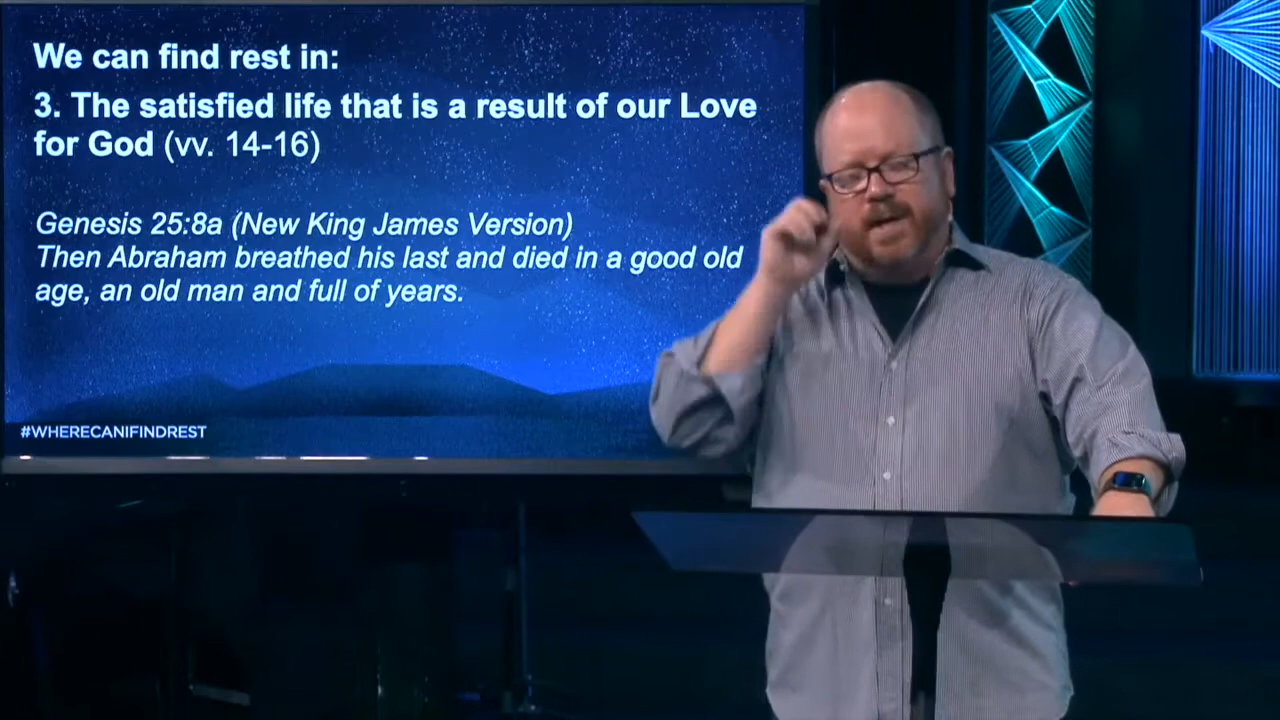 We can find rest in:
3. The satisfied life that is a result of our Love
for God (vv. 14-16)
Genesis 25:8a (New King James Version)
Then Abraham breathed his last and died in a good old
age, an old man and full of years.
#WHERECANIFINDREST